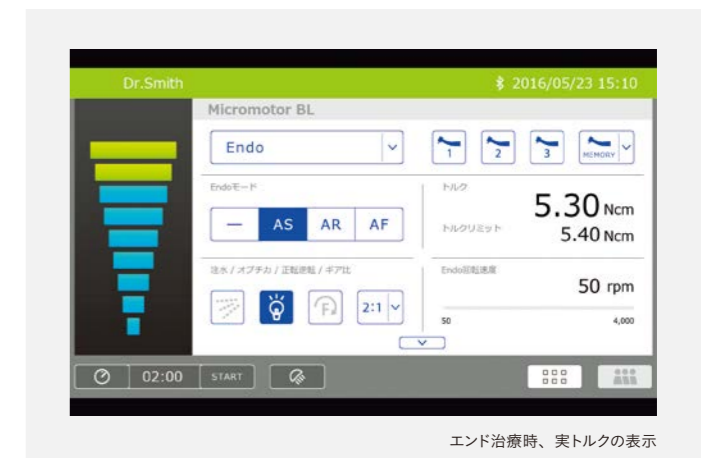 Dr.Smith
2016/05/23 15:10
Micromotor BL
Endo
1
2
3
MEMORY
Endoモード
— AS AR AF
トルク
5.30 Ncm
トルクリミット
5.40 Ncm
注水 / オプチカ / 正転逆転 / ギア比
F
2:1
Endo回転速度
50 rpm
50
4,000
02:00
START
エンド治療時、実トルクの表示